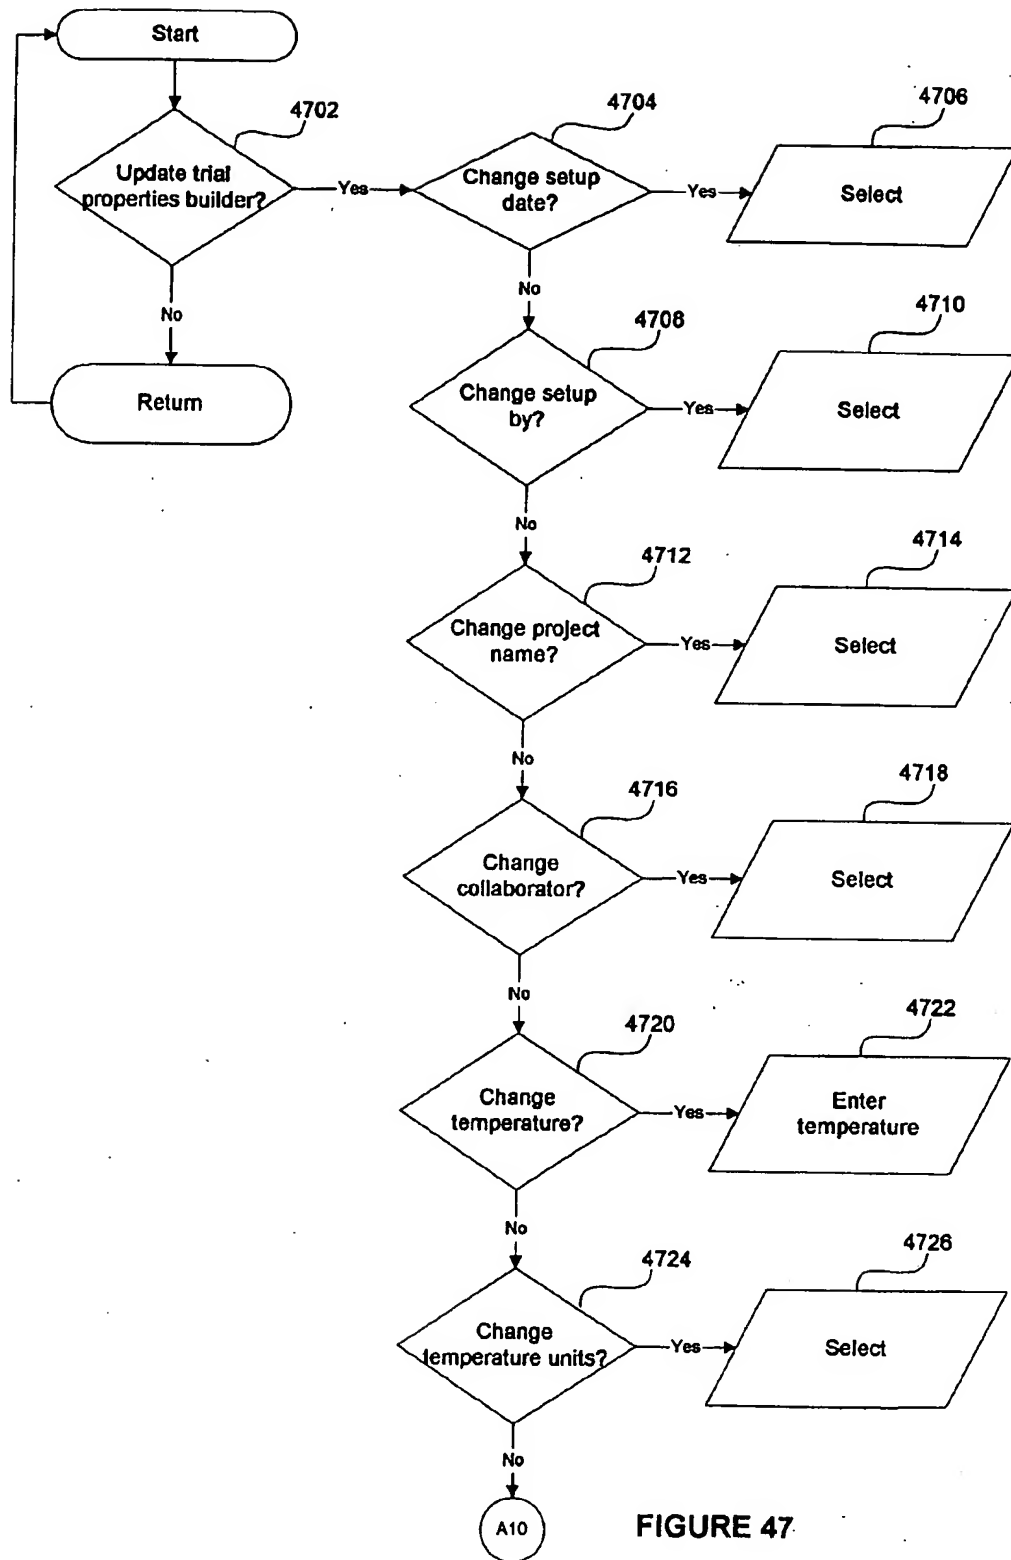 Start
4702
4704
4706
Update trial
properties builder?
Yes
Change setup
date?
Yes
Select
No
No
4708
4710
Return
Change setup
by?
Yes
Select
No
4712
4714
Change project
name?
Yes
Select
No
4716
4718
Change
collaborator?
Yes
Select
No
4720
4722
Change
temperature?
Yes
Enter
temperature
No
4724
4726
Change
temperature units?
Yes
Select
No
A10
FIGURE 47